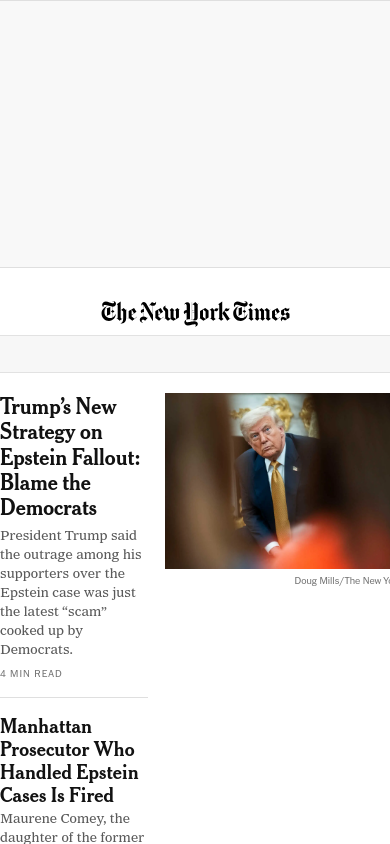 The New York Times
Trump’s New
Strategy on
Epstein Fallout:
Blame the
Democrats
President Trump said
the outrage among his
supporters over the
Epstein case was just
the latest “scam”
cooked up by
Democrats.
4 MIN READ
Doug Mills/The New Yo
Manhattan
Prosecutor Who
Handled Epstein
Cases Is Fired
Maurene Comey, the
daughter of the former